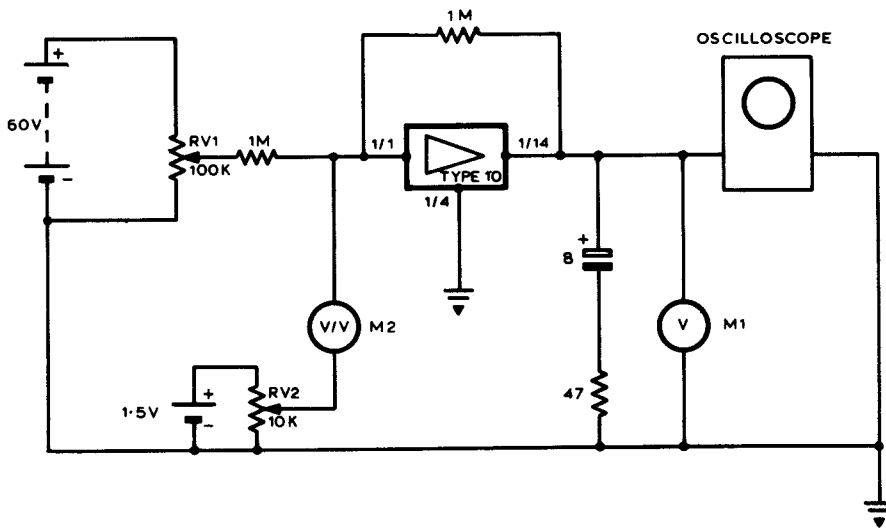 1M
OSCILLOSCOPE
+
60V
-
RV1
100K
1M
1/1
1/14
TYPE 10
1/4
+
8
V/V
M2
V
M1
1·5V
+
-
RV2
10K
47